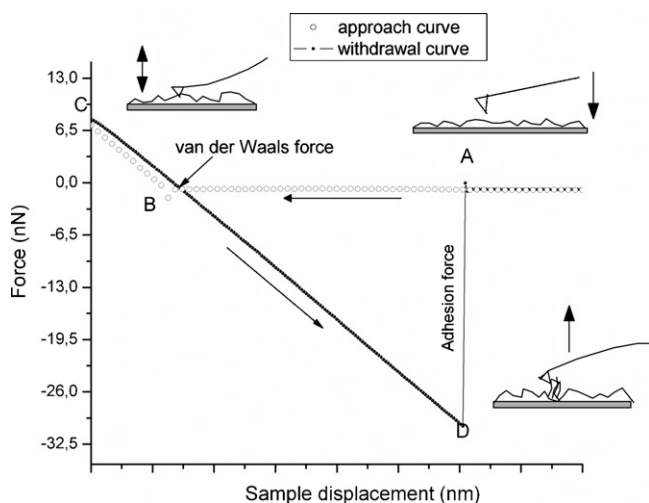 approach curve
withdrawal curve
13,0
C
6,5
van der Waals force
A
0,0
B
-6,5
-13,0
-19,5
-26,0
-32,5
Force (nN)
Adhesion force
D
Sample displacement (nm)